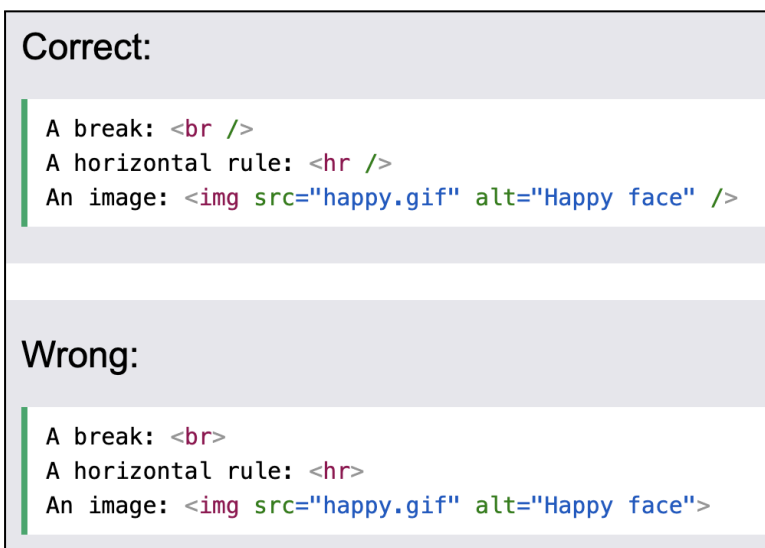 Correct:
A break: <br />
A horizontal rule: <hr />
An image: <img src="happy.gif" alt="Happy face" />
Wrong:
A break: <br>
A horizontal rule: <hr>
An image: <img src="happy.gif" alt="Happy face">